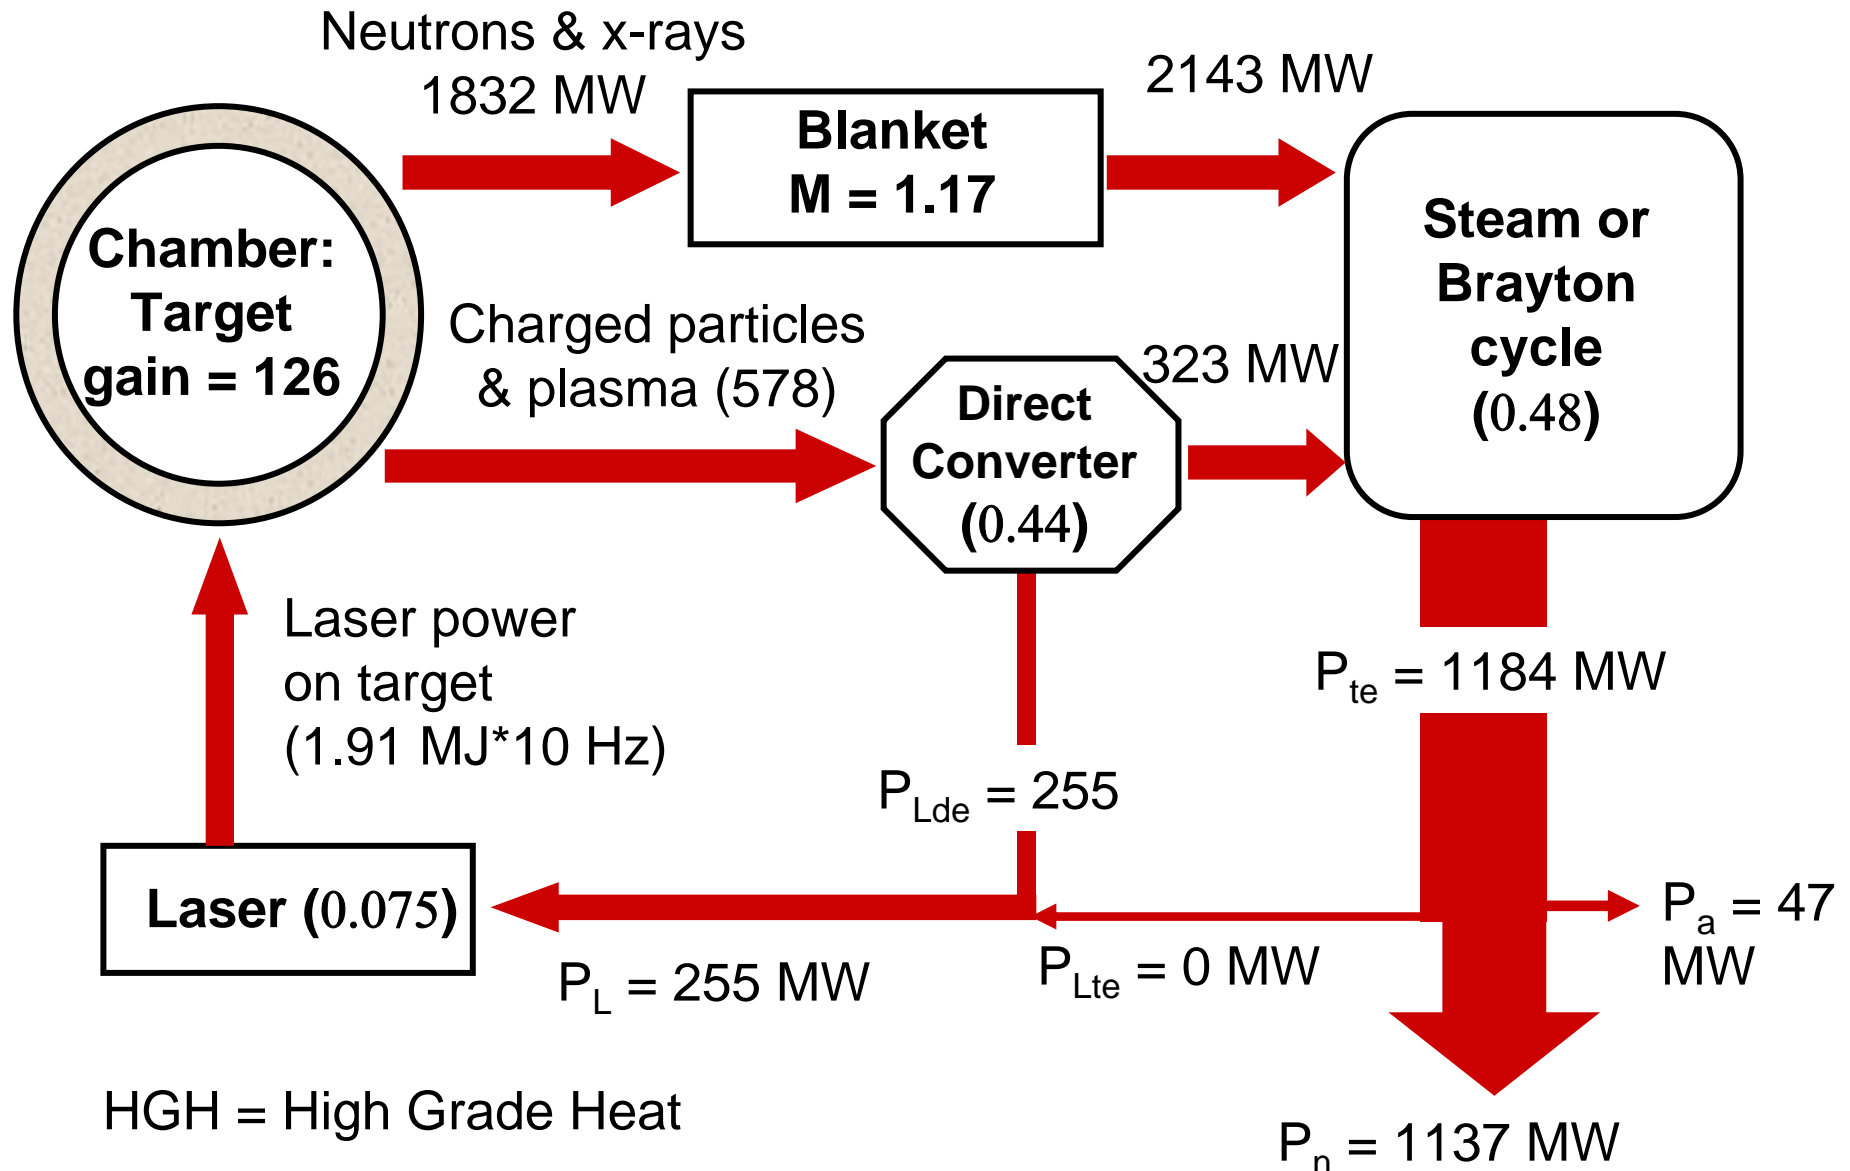 Neutrons & x-rays
1832 MW
2143 MW
Blanket
M = 1.17
Steam or
Brayton
cycle
(0.48)
Chamber:
Target
gain = 126
Charged particles
& plasma (578)
323 MW
Direct
Converter
(0.44)
Laser power
on target
(1.91 MJ*10 Hz)
Pte = 1184 MW
PLde = 255
Laser (0.075)
Pa = 47
MW
PL = 255 MW
PLte = 0 MW
HGH = High Grade Heat
Pn = 1137 MW